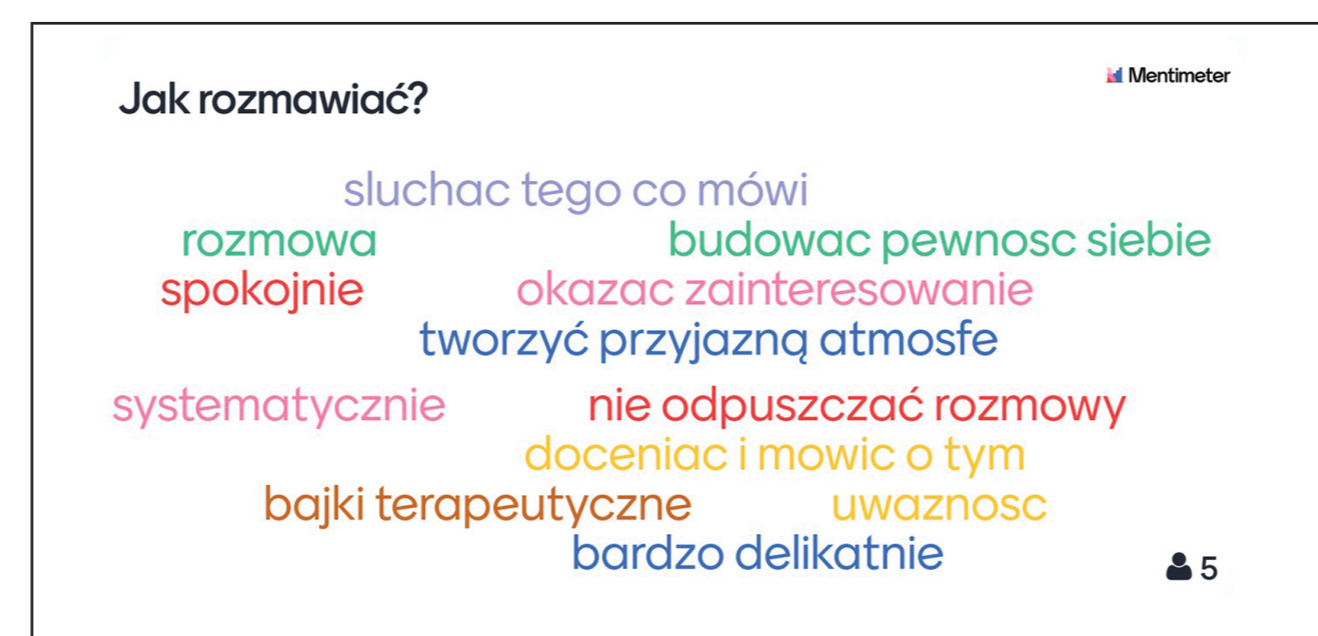 Mentimeter
Jak rozmawiać?
sluchac tego co mówi
rozmowa
budowac pewnosc siebie
spokojnie
okazac zainteresowanie
tworzyć przyjazną atmosfe
systematycznie
nie odpuszczać rozmowy
doceniac i mowic o tym
bajki terapeutyczne
uwaznosc
bardzo delikatnie
5